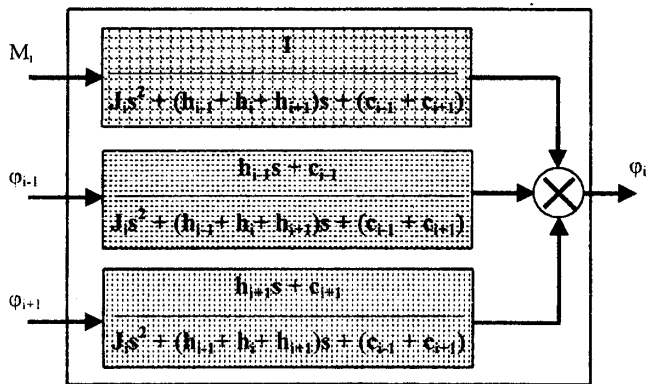 M_i
1
J_i s^2 + (h_{i-1} + h_i + h_{i+1})s + (c_{i-1} + c_{i+1})
φ_{i-1}
h_{i-1}s + c_{i-1}
J_i s^2 + (h_{i-1} + h_i + h_{i+1})s + (c_{i-1} + c_{i+1})
φ_i
φ_{i+1}
h_{i+1}s + c_{i+1}
J_i s^2 + (h_{i-1} + h_i + h_{i+1})s + (c_{i-1} + c_{i+1})